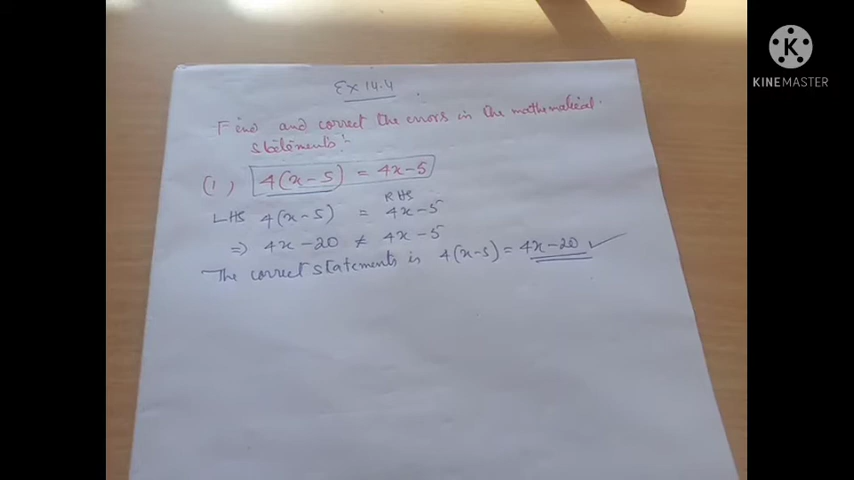 Ex 14.4
Find and correct the errors in the mathematical
statements:-
(1) 4(x-5) = 4x-5
RHS
LHS 4(x-5) = 4x-5
⇒ 4x-20 ≠ 4x-5
The correct statements is 4(x-5) = 4x-20 ✓
KINEMASTER